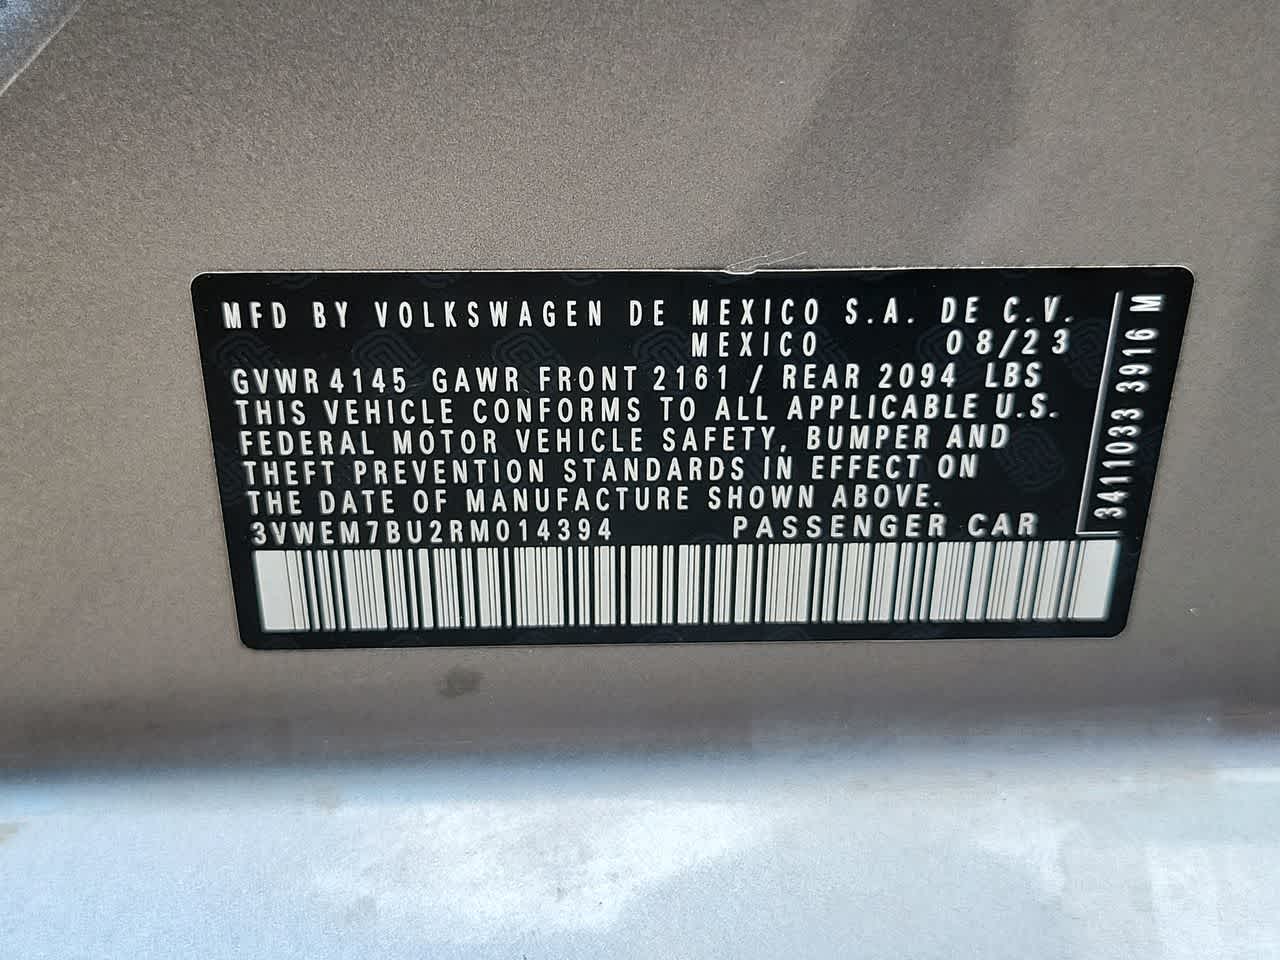 MFD BY VOLKSWAGEN DE MEXICO S.A. DE C.V.
MEXICO 08/23
GVWR 4145 GAWR FRONT 2161 / REAR 2094 LBS
THIS VEHICLE CONFORMS TO ALL APPLICABLE U.S.
FEDERAL MOTOR VEHICLE SAFETY, BUMPER AND
THEFT PREVENTION STANDARDS IN EFFECT ON
THE DATE OF MANUFACTURE SHOWN ABOVE.
3VWEM7BU2RM014394 PASSENGER CAR
3411033 3916 M